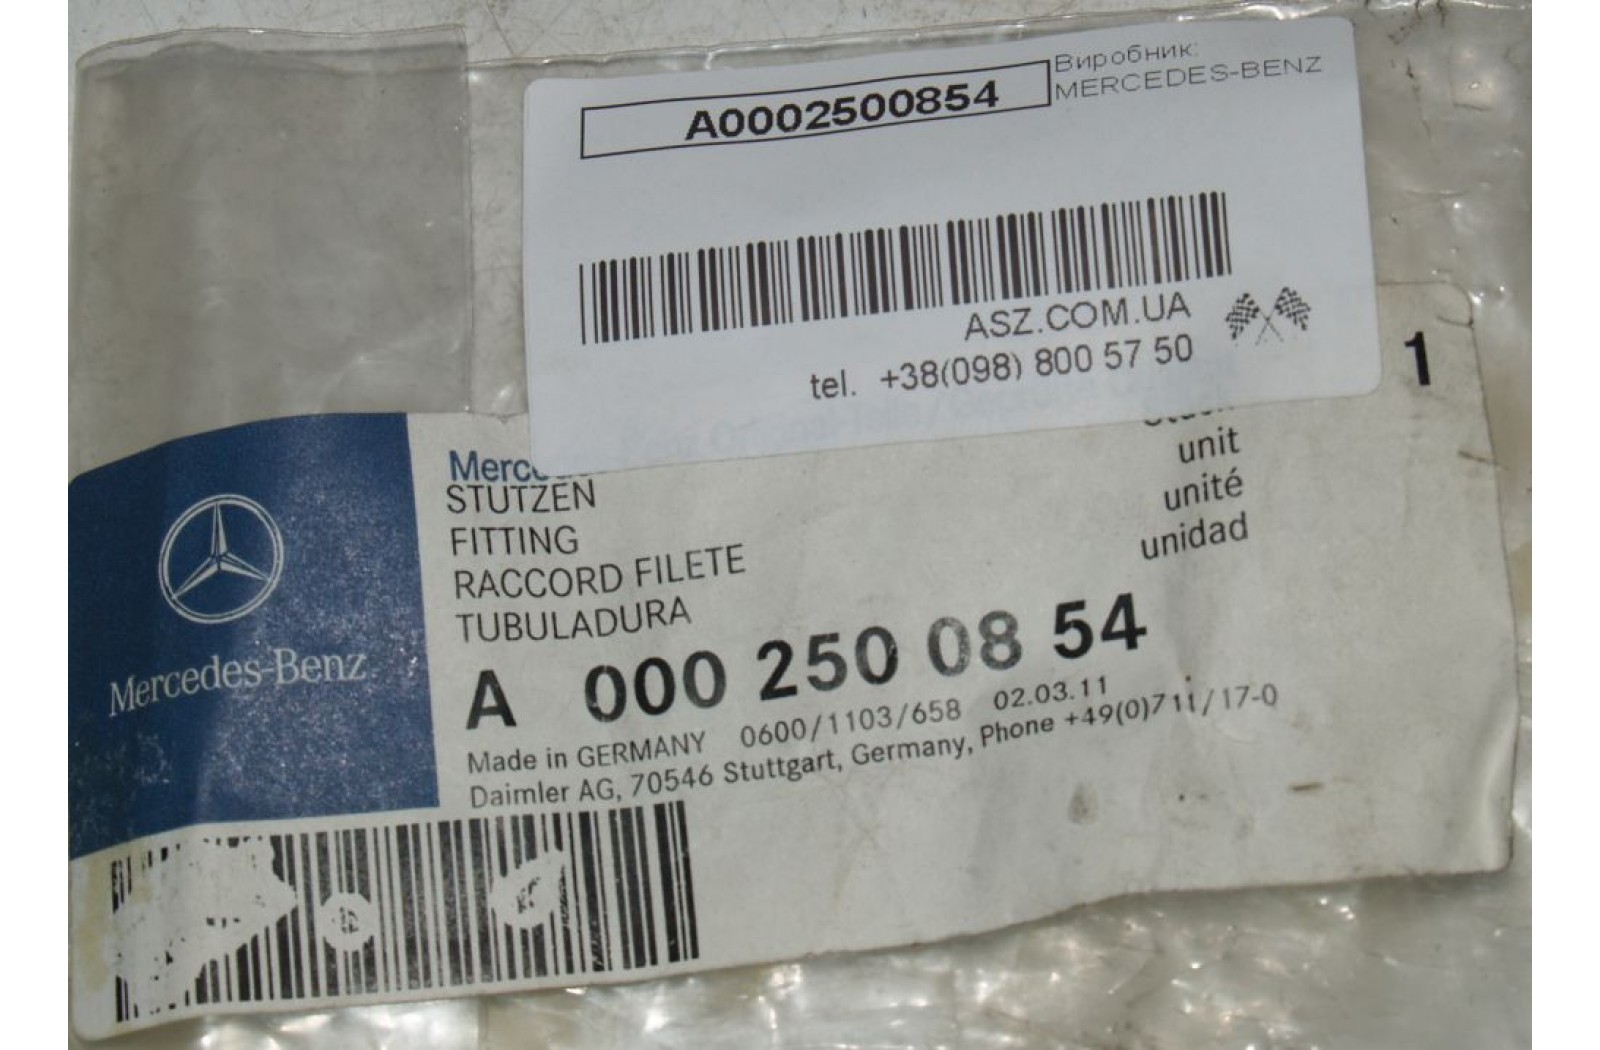 A0002500854
Виробник:
MERCEDES-BENZ
ASZ.COM.UA
tel. +38(098) 800 57 50
1
unit
unité
unidad
STUTZEN
FITTING
RACCORD FILETE
TUBULADURA
A 000 250 08 54
Made in GERMANY 0600/1103/658 02.03.11
Daimler AG, 70546 Stuttgart, Germany, Phone +49(0)711/17-0
Mercedes-Benz